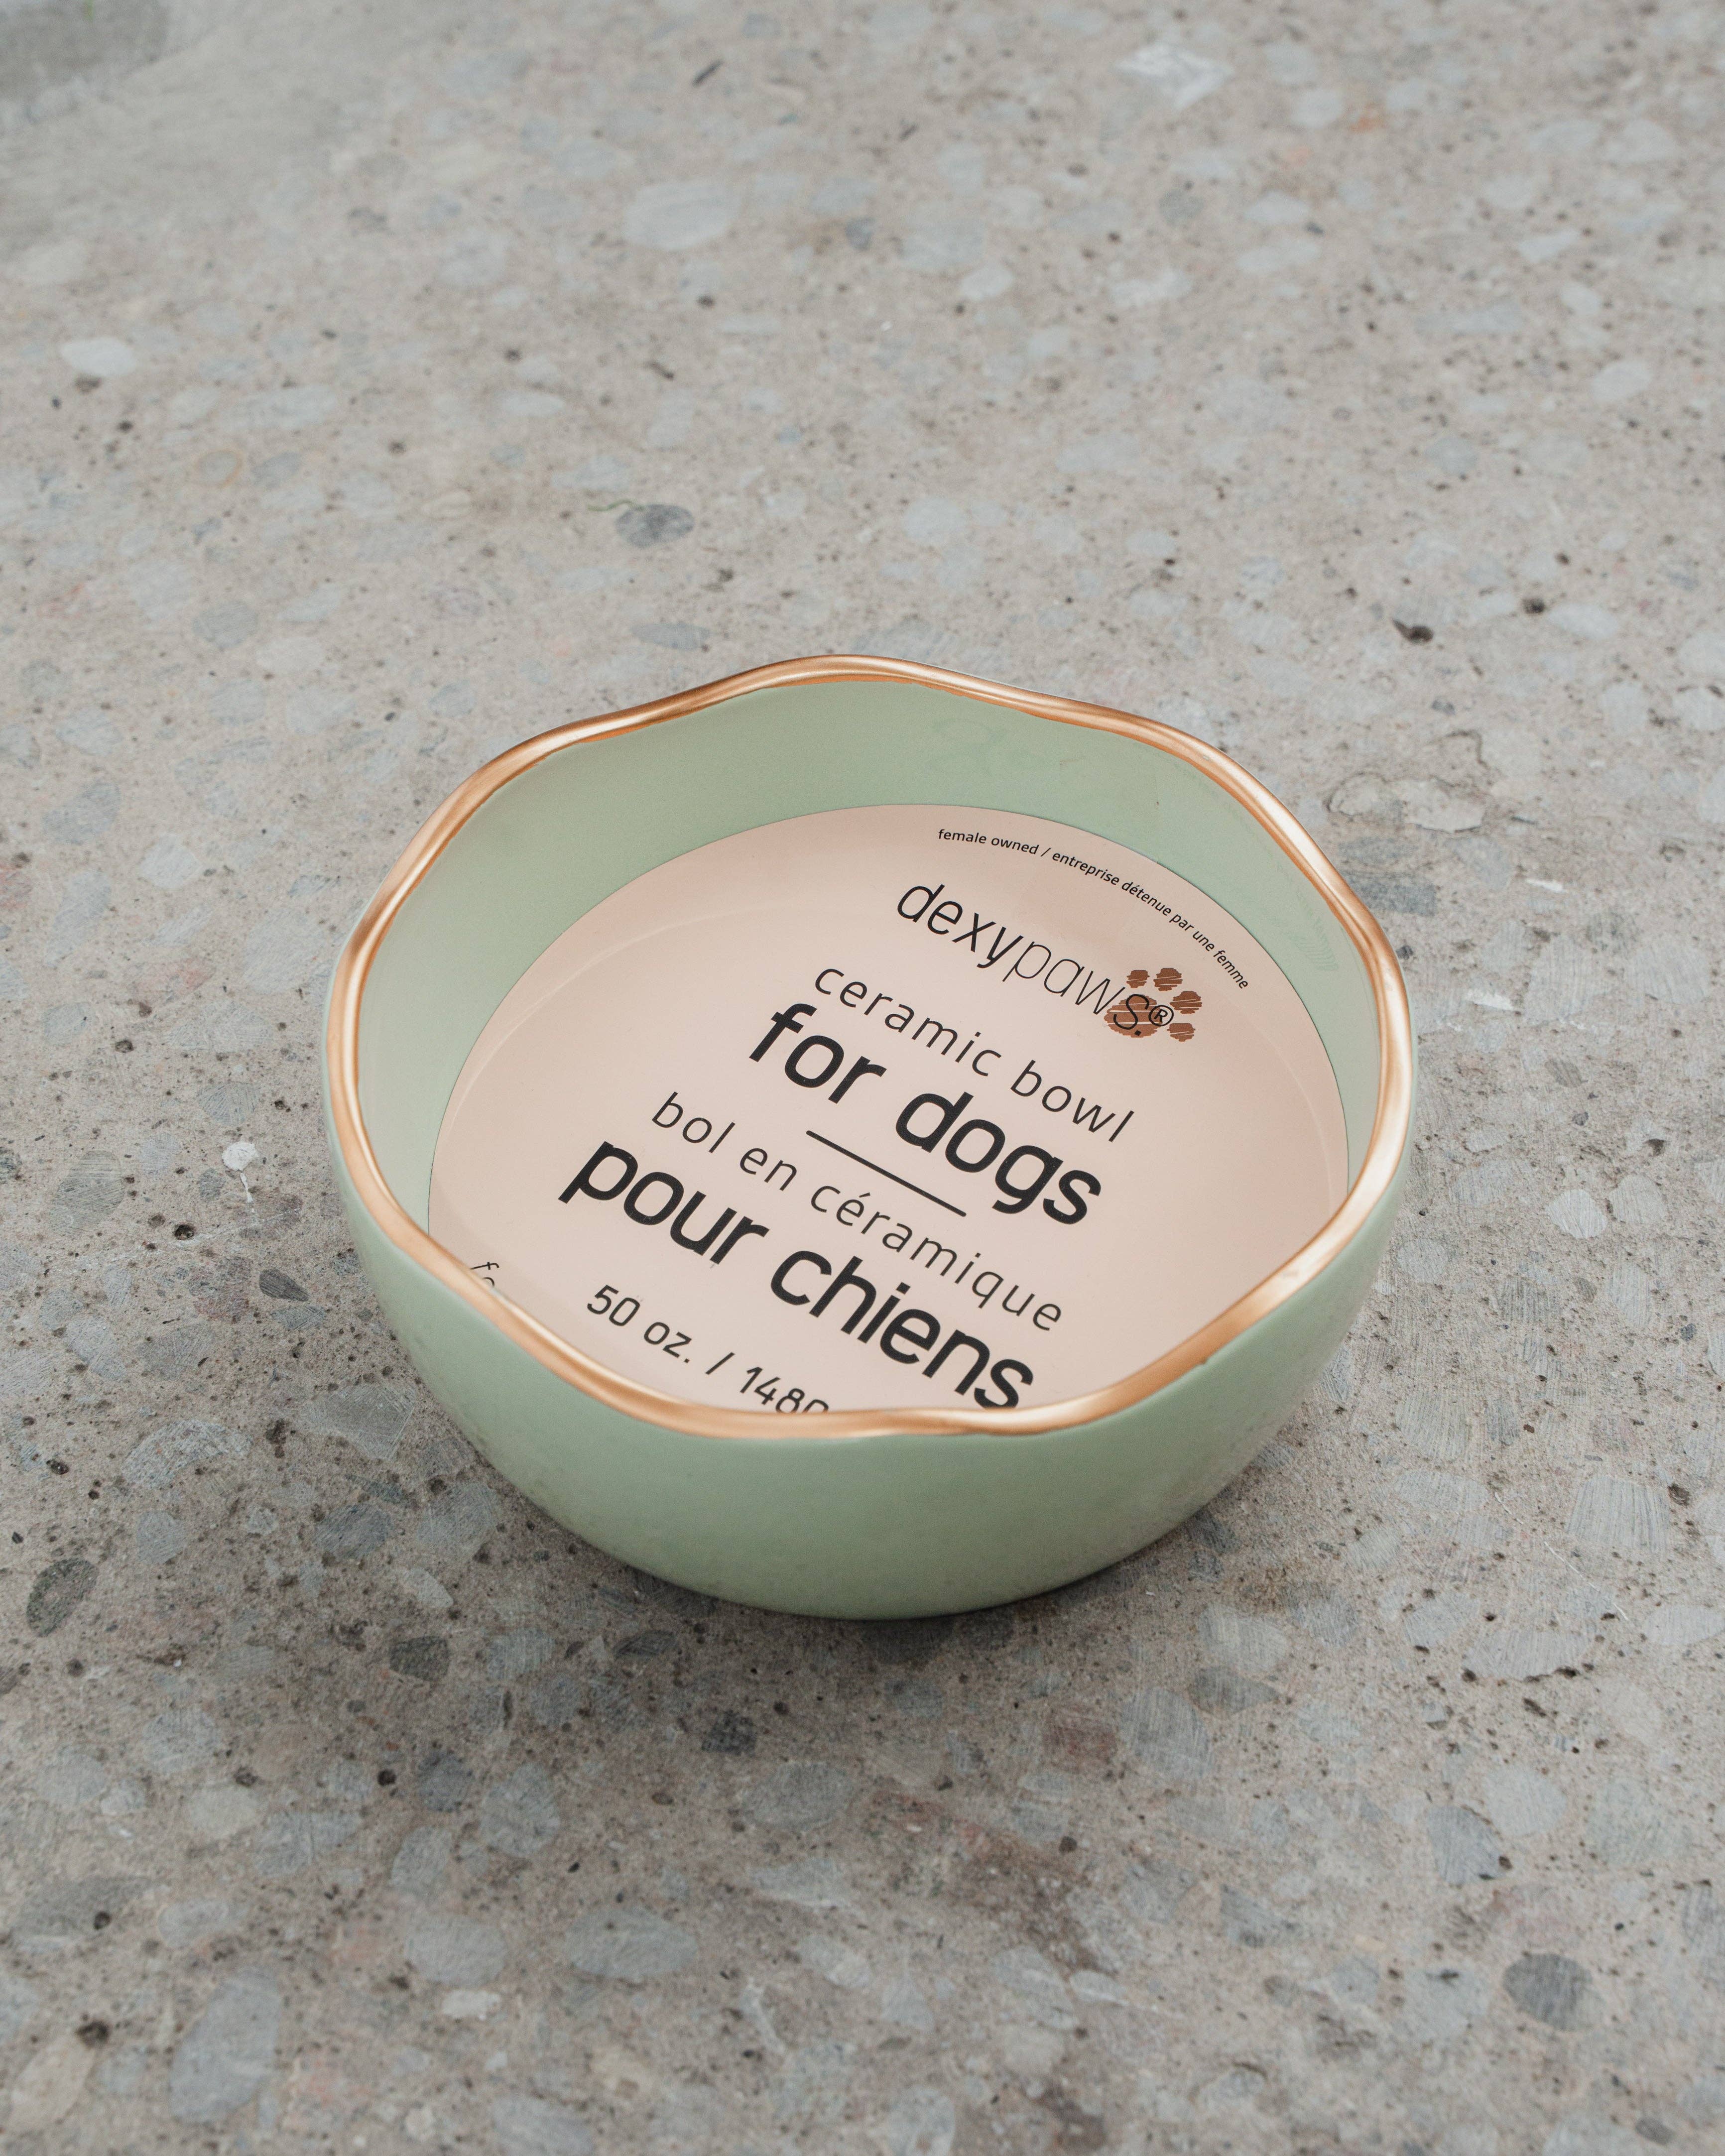 female owned / entreprise détenue par une femme
dexypaws.®
ceramic bowl
for dogs
bol en céramique
pour chiens
50 oz. / 1480